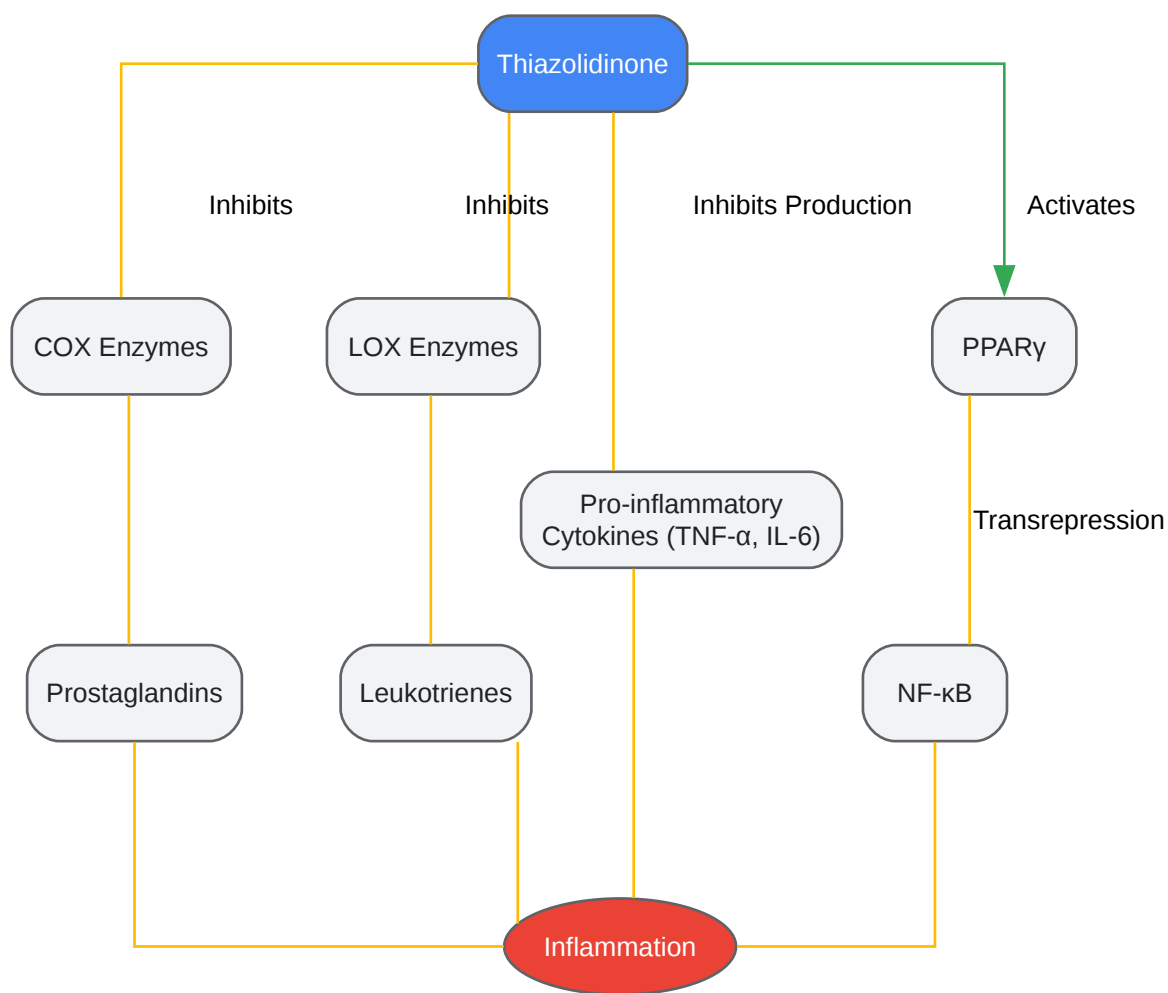 Thiazolidinone
Inhibits
Inhibits
Inhibits Production
Activates
COX Enzymes
LOX Enzymes
PPARγ
Pro-inflammatory
Cytokines (TNF-α, IL-6)
Transrepression
Prostaglandins
Leukotrienes
NF-κB
Inflammation